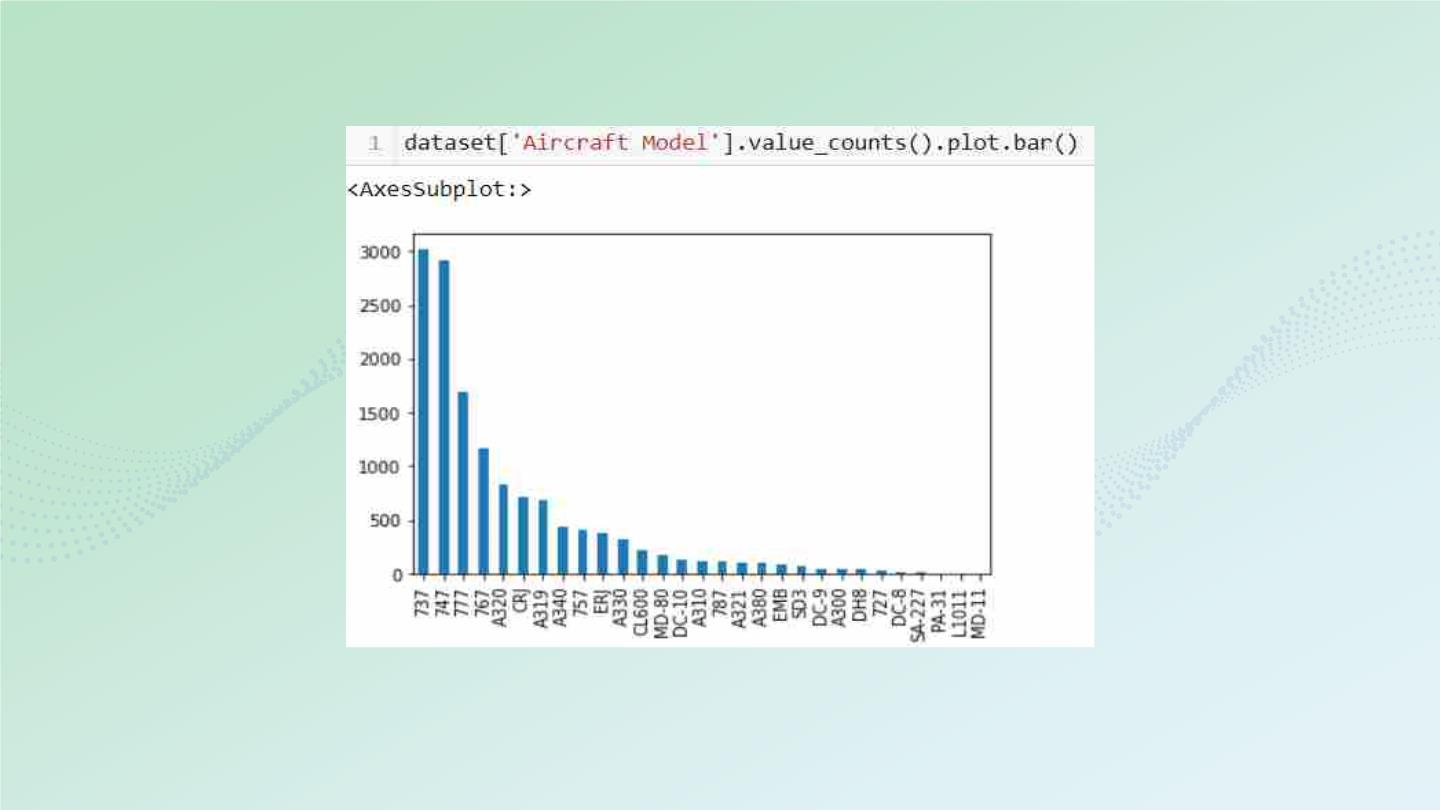 1 dataset['Aircraft Model'].value_counts().plot.bar()
<AxesSubplot:>
3000
2500
2000
1500
1000
500
0
737
747
777
767
A320
CRJ
A319
A340
757
ERJ
A330
CL600
MD-80
DC-10
A310
787
A321
A380
EMB
SD3
DC-9
A300
DH8
727
DC-8
SA-227
PA-31
L1011
MD-11